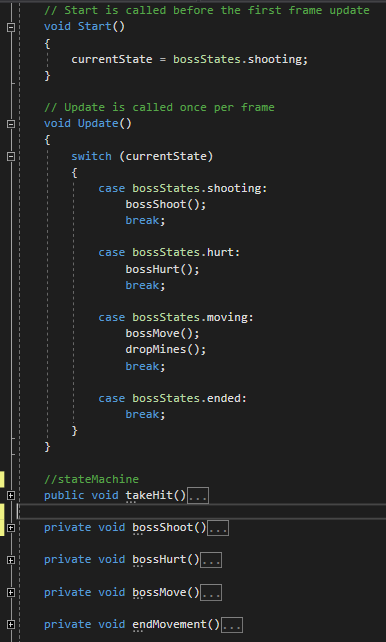 // Start is called before the first frame update
void Start()
{
currentState = bossStates.shooting;
}
// Update is called once per frame
void Update()
{
switch (currentState)
{
case bossStates.shooting:
bossShoot();
break;
case bossStates.hurt:
bossHurt();
break;
case bossStates.moving:
bossMove();
dropMines();
break;
case bossStates.ended:
break;
}
}
//stateMachine
public void takeHit()...
private void bossShoot()...
private void bossHurt()...
private void bossMove()...
private void endMovement()...